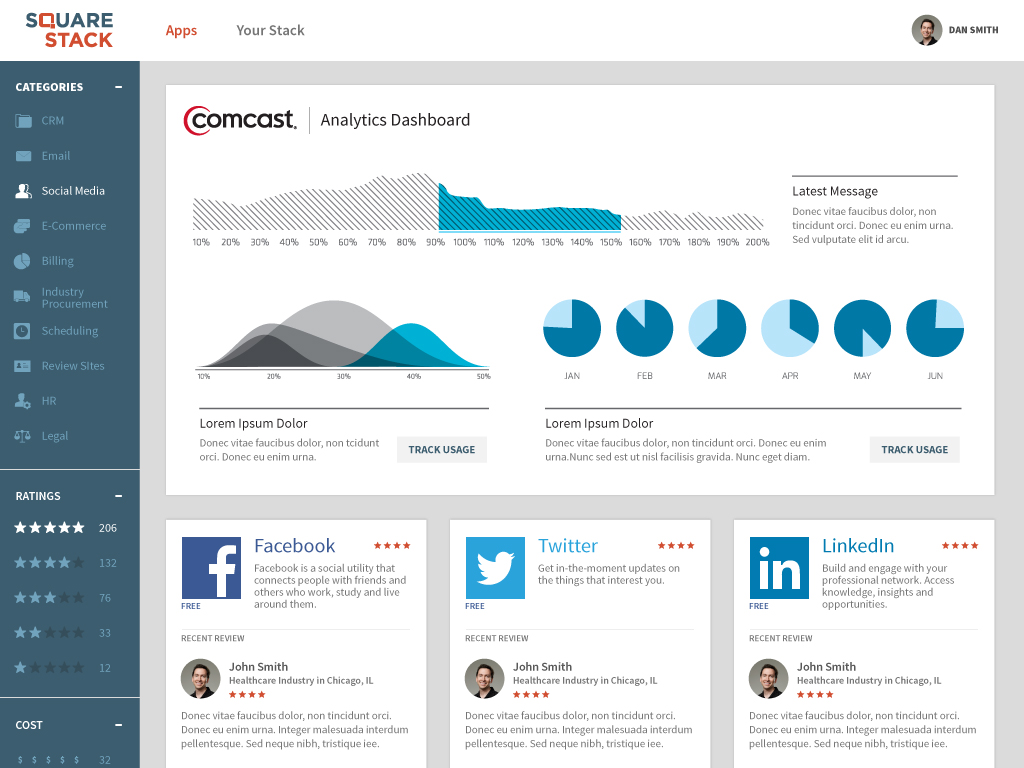 SQUARE
STACK
Apps
Your Stack
DAN SMITH
CATEGORIES
CRM
Email
Social Media
E-Commerce
Billing
Industry
Procurement
Scheduling
Review SItes
HR
Legal
RATINGS
206
132
76
33
12
COST
$ $ $ $ $ 32
comcast.
Analytics Dashboard
10% 20% 30% 40% 50% 60% 70% 80% 90% 100% 110% 120% 130% 140% 150% 160% 170% 180% 190% 200%
Latest Message
Donec vitae faucibus dolor, non
tincidunt orci. Donec eu enim urna.
Sed vulputate elit id arcu.
10% 20% 30% 40% 50%
JAN FEB MAR APR MAY JUN
Lorem Ipsum Dolor
Donec vitae faucibus dolor, non tcidunt
orci. Donec eu enim urna.
TRACK USAGE
Lorem Ipsum Dolor
Donec vitae faucibus dolor, non tincidunt orci. Donec eu enim
urna.Nunc sed est ut nisl facilisis gravida. Nunc eget diam.
TRACK USAGE
f
FREE
Facebook
Facebook is a social utility that
connects people with friends and
others who work, study and live
around them.
RECENT REVIEW
John Smith
Healthcare Industry in Chicago, IL
Donec vitae faucibus dolor, non tincidunt orci.
Donec eu enim urna. Integer malesuada interdum
pellentesque. Sed neque nibh, tristique iee.
FREE
Twitter
Get in-the-moment updates on
the things that interest you.
RECENT REVIEW
John Smith
Healthcare Industry in Chicago, IL
Donec vitae faucibus dolor, non tincidunt orci.
Donec eu enim urna. Integer malesuada interdum
pellentesque. Sed neque nibh, tristique iee.
in
FREE
LinkedIn
Build and engage with your
professional network. Access
knowledge, insights and
opportunities.
RECENT REVIEW
John Smith
Healthcare Industry in Chicago, IL
Donec vitae faucibus dolor, non tincidunt orci.
Donec eu enim urna. Integer malesuada interdum
pellentesque. Sed neque nibh, tristique iee.